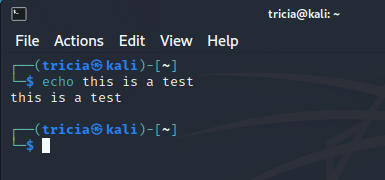 tricia@kali: ~
File Actions Edit View Help
┌──(tricia㉿kali)-[~]
└─$ echo this is a test
this is a test
┌──(tricia㉿kali)-[~]
└─$